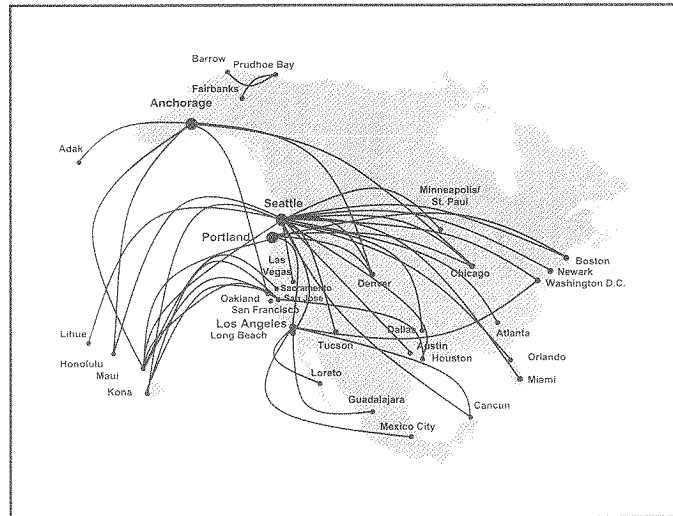 Barrow
Prudhoe Bay
Fairbanks
Anchorage
Adak
Minneapolis/
St. Paul
Seattle
Portland
Boston
Las
Vegas
Newark
Chicago
Denver
Washington D.C.
Sacramento
Oakland
San Jose
San Francisco
Los Angeles
Long Beach
Dallas
Atlanta
Lihue
Tucson
Austin
Houston
Orlando
Honolulu
Maui
Loreto
Miami
Kona
Guadalajara
Cancun
Mexico City